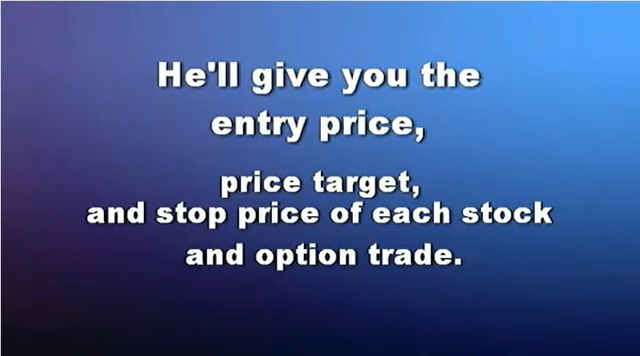 He'll give you the
entry price,
price target,
and stop price of each stock
and option trade.